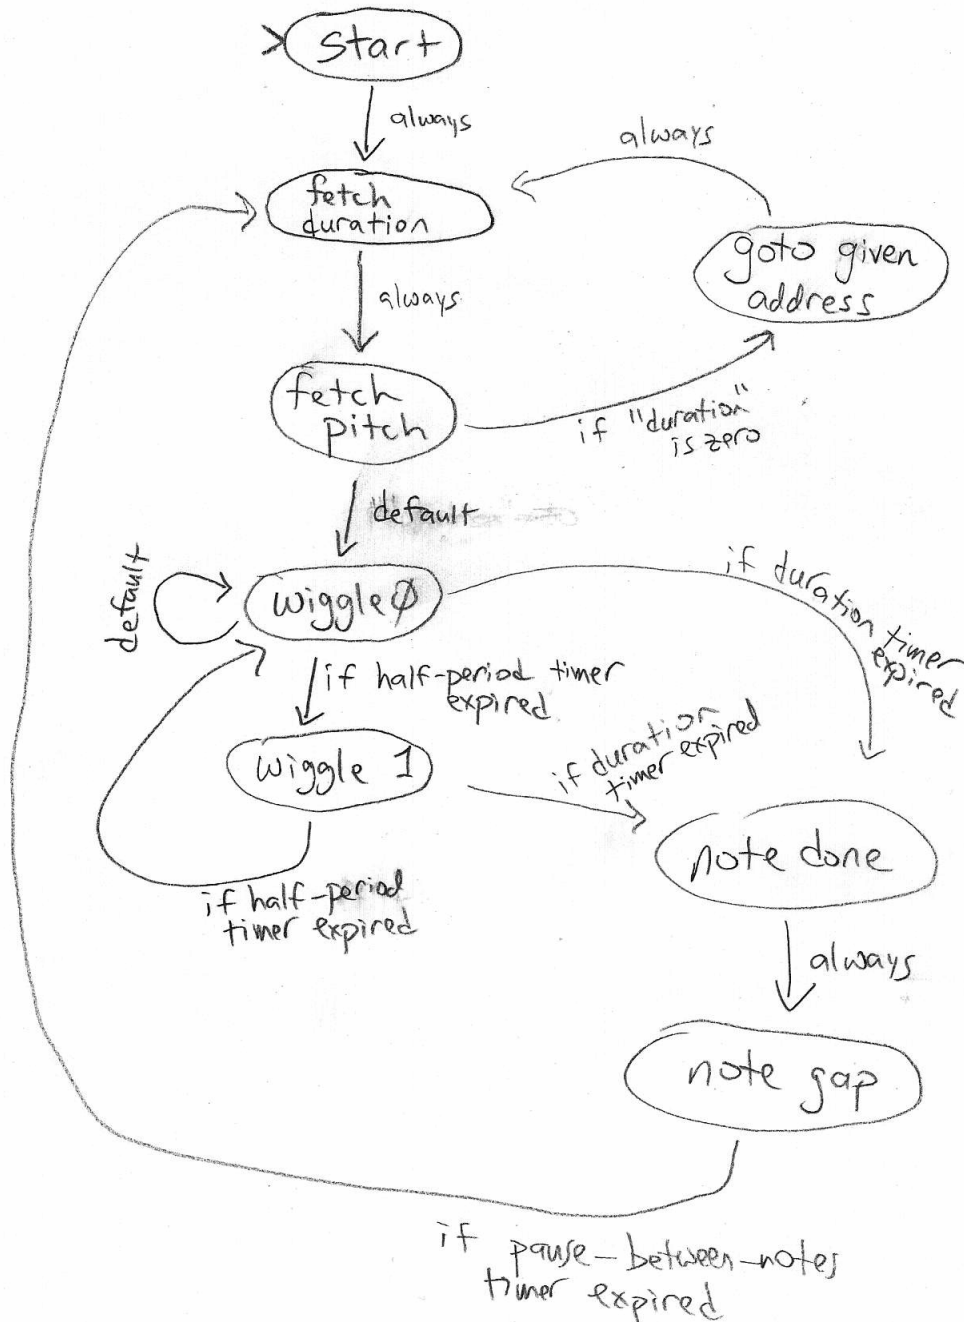 start
always
always
fetch
duration
goto given
address
always
fetch
pitch
if "duration"
is zero
default
default
wiggle 0
if duration timer
expired
if half-period timer
expired
wiggle 1
if duration
timer expired
note done
if half-period
timer expired
always
note gap
if pause-between-notes
timer expired